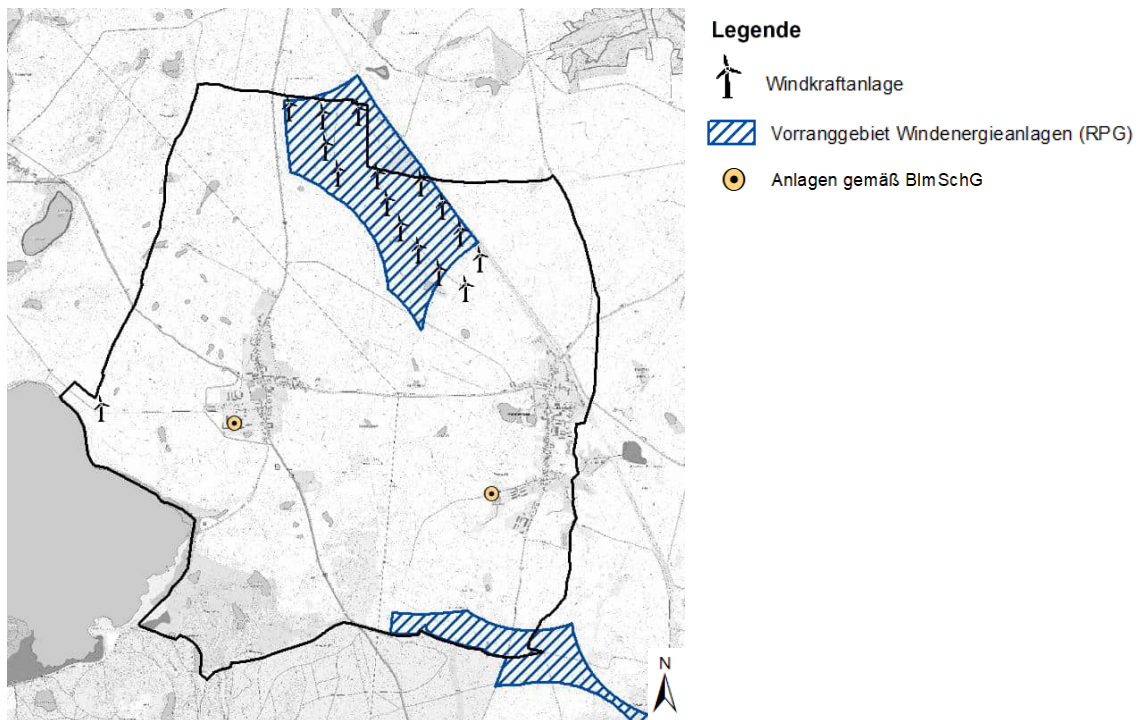 Legende
Windkraftanlage
Vorranggebiet Windenergieanlagen (RPG)
Anlagen gemäß BImSchG
N